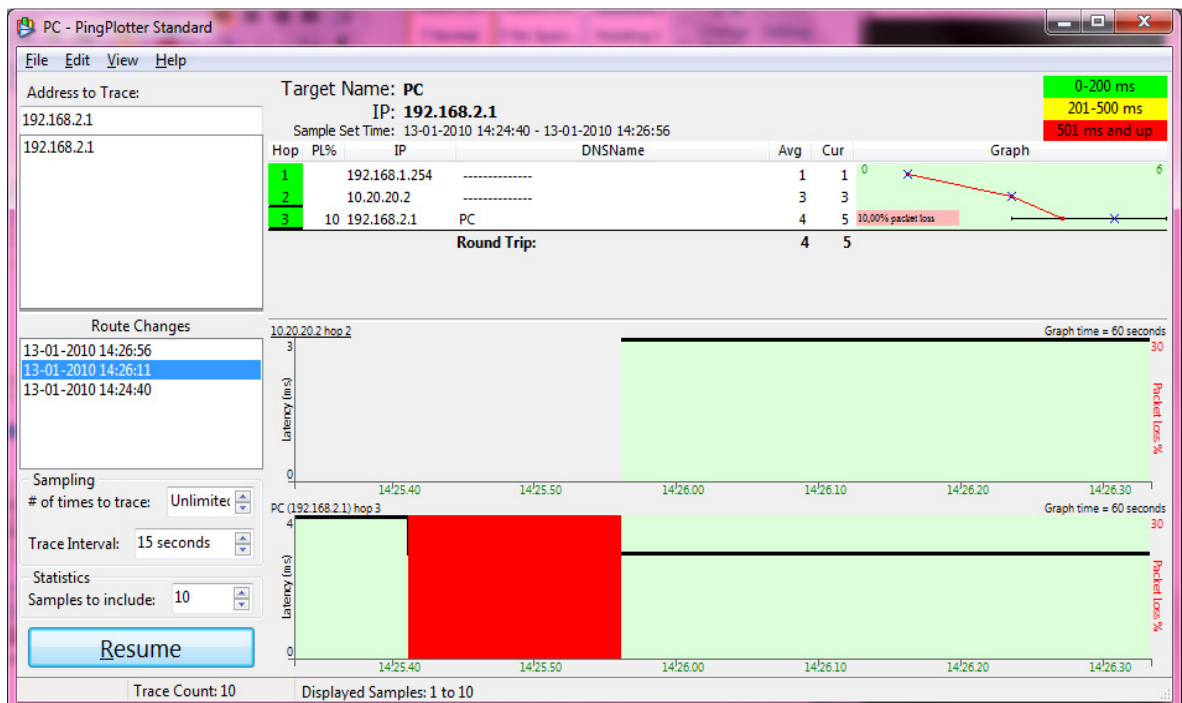 PC - PingPlotter Standard
File Edit View Help
Address to Trace:
192.168.2.1
192.168.2.1
Target Name: PC
IP: 192.168.2.1
Sample Set Time: 13-01-2010 14:24:40 - 13-01-2010 14:26:56
0-200 ms
201-500 ms
501 ms and up
Hop PL% IP DNSName Avg Cur Graph
1 192.168.1.254 -------------- 1 1 0 6
2 10.20.20.2 -------------- 3 3
3 10 192.168.2.1 PC 4 5 10,00% packet loss
Round Trip: 4 5
Route Changes
13-01-2010 14:26:56
13-01-2010 14:26:11
13-01-2010 14:24:40
Sampling
# of times to trace: Unlimited
Trace Interval: 15 seconds
Statistics
Samples to include: 10
Resume
10.20.20.2 hop 2 Graph time = 60 seconds
3 30
Latency (ms)
Packet Loss %
0
14:25.40 14:25.50 14:26.00 14:26.10 14:26.20 14:26.30
PC (192.168.2.1) hop 3 Graph time = 60 seconds
4 30
Latency (ms)
Packet Loss %
0
14:25.40 14:25.50 14:26.00 14:26.10 14:26.20 14:26.30
Trace Count: 10 Displayed Samples: 1 to 10